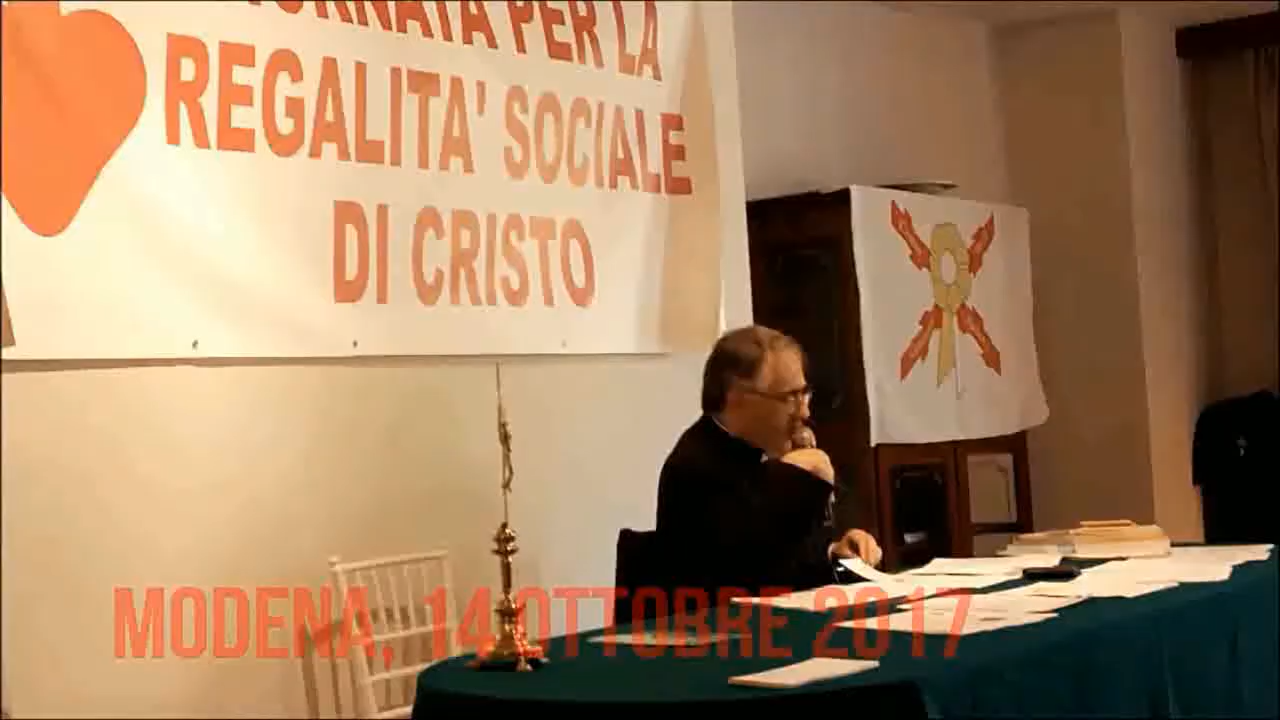 PER LA
REGALITA' SOCIALE
DI CRISTO
MODENA, 14 OTTOBRE 2017